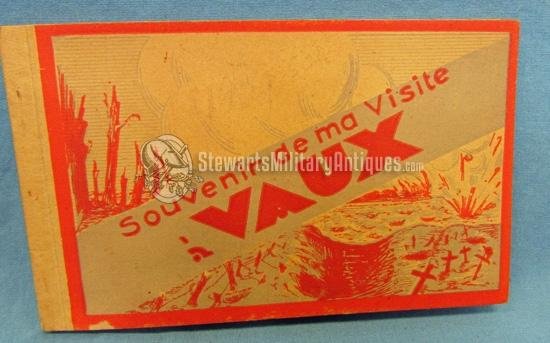 Souvenir de ma Visite
à VAUX
StewartsMilitaryAntiques.com